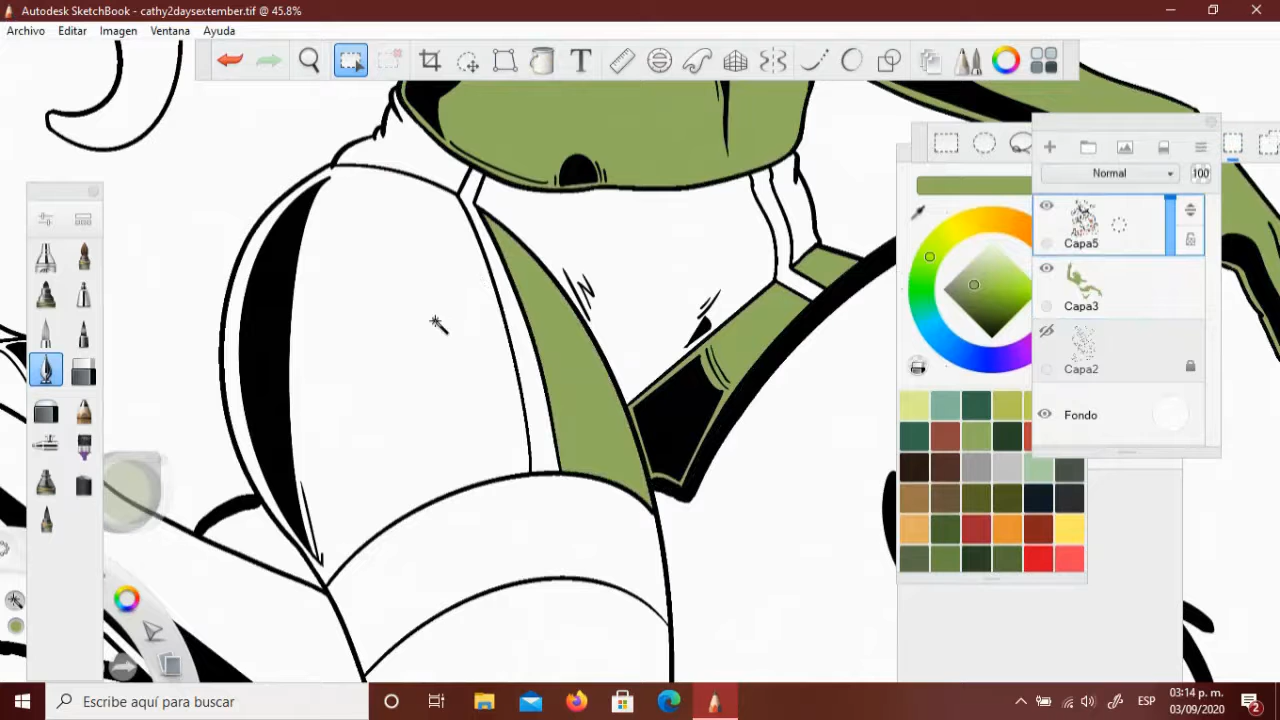 Autodesk SketchBook - cathy2daysextember.tif @ 45.8%
Archivo Editar Imagen Ventana Ayuda
T
Normal
100
Capa5
Capa3
Capa2
Fondo
Escribe aquí para buscar
ESP
03:14 p. m.
03/09/2020
2